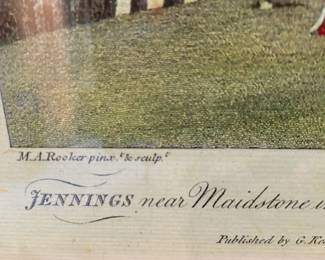 M.A. Rooker pinx.t & sculp.t
JENNINGS near Maidstone
Published by G.